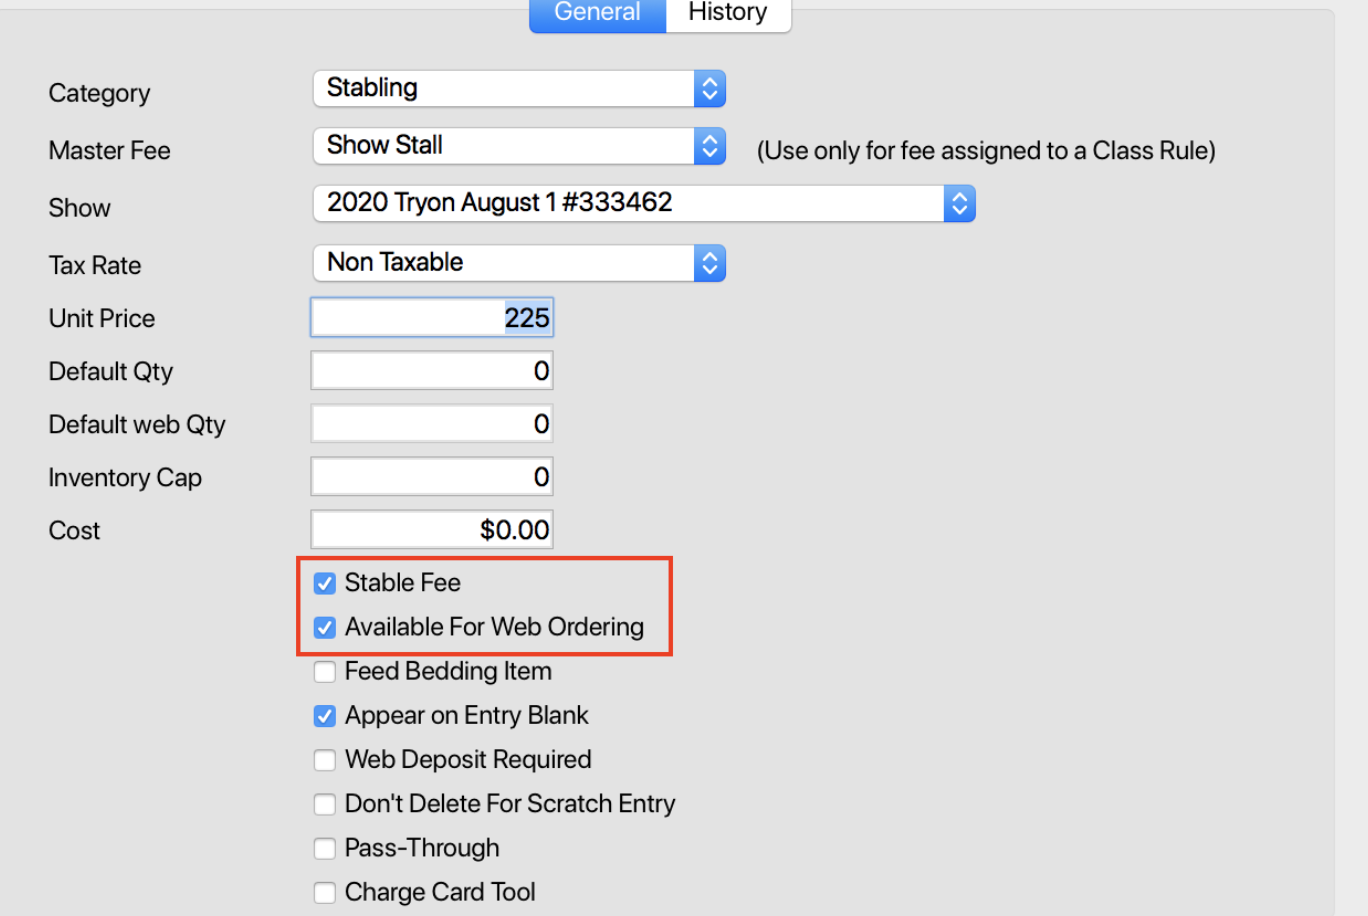 General History
Category Stabling
Master Fee Show Stall (Use only for fee assigned to a Class Rule)
Show 2020 Tryon August 1 #333462
Tax Rate Non Taxable
Unit Price 225
Default Qty 0
Default web Qty 0
Inventory Cap 0
Cost $0.00
Stable Fee
Available For Web Ordering
Feed Bedding Item
Appear on Entry Blank
Web Deposit Required
Don't Delete For Scratch Entry
Pass-Through
Charge Card Tool